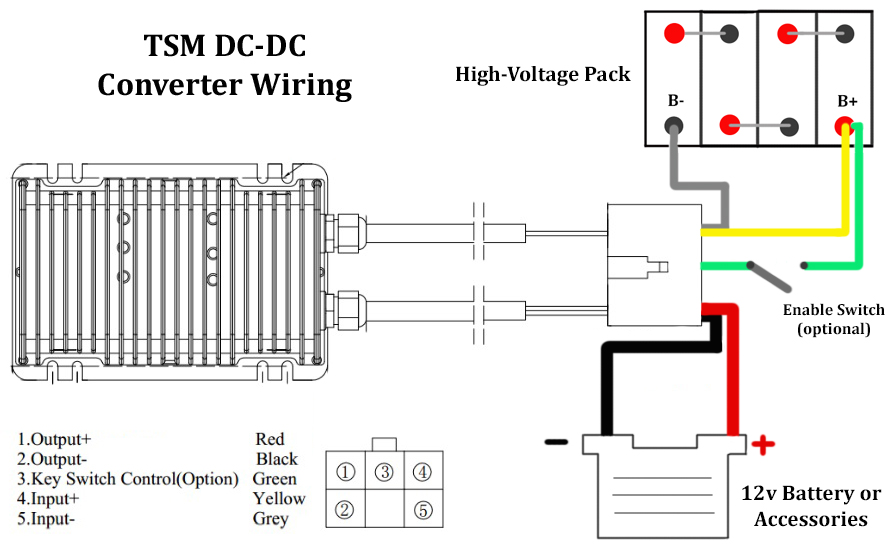 TSM DC-DC
Converter Wiring
High-Voltage Pack
B-
B+
Enable Switch
(optional)
1.Output+ Red
2.Output- Black
3.Key Switch Control(Option) Green
4.Input+ Yellow
5.Input- Grey
① ③ ④
② ⑤
- +
12v Battery or
Accessories